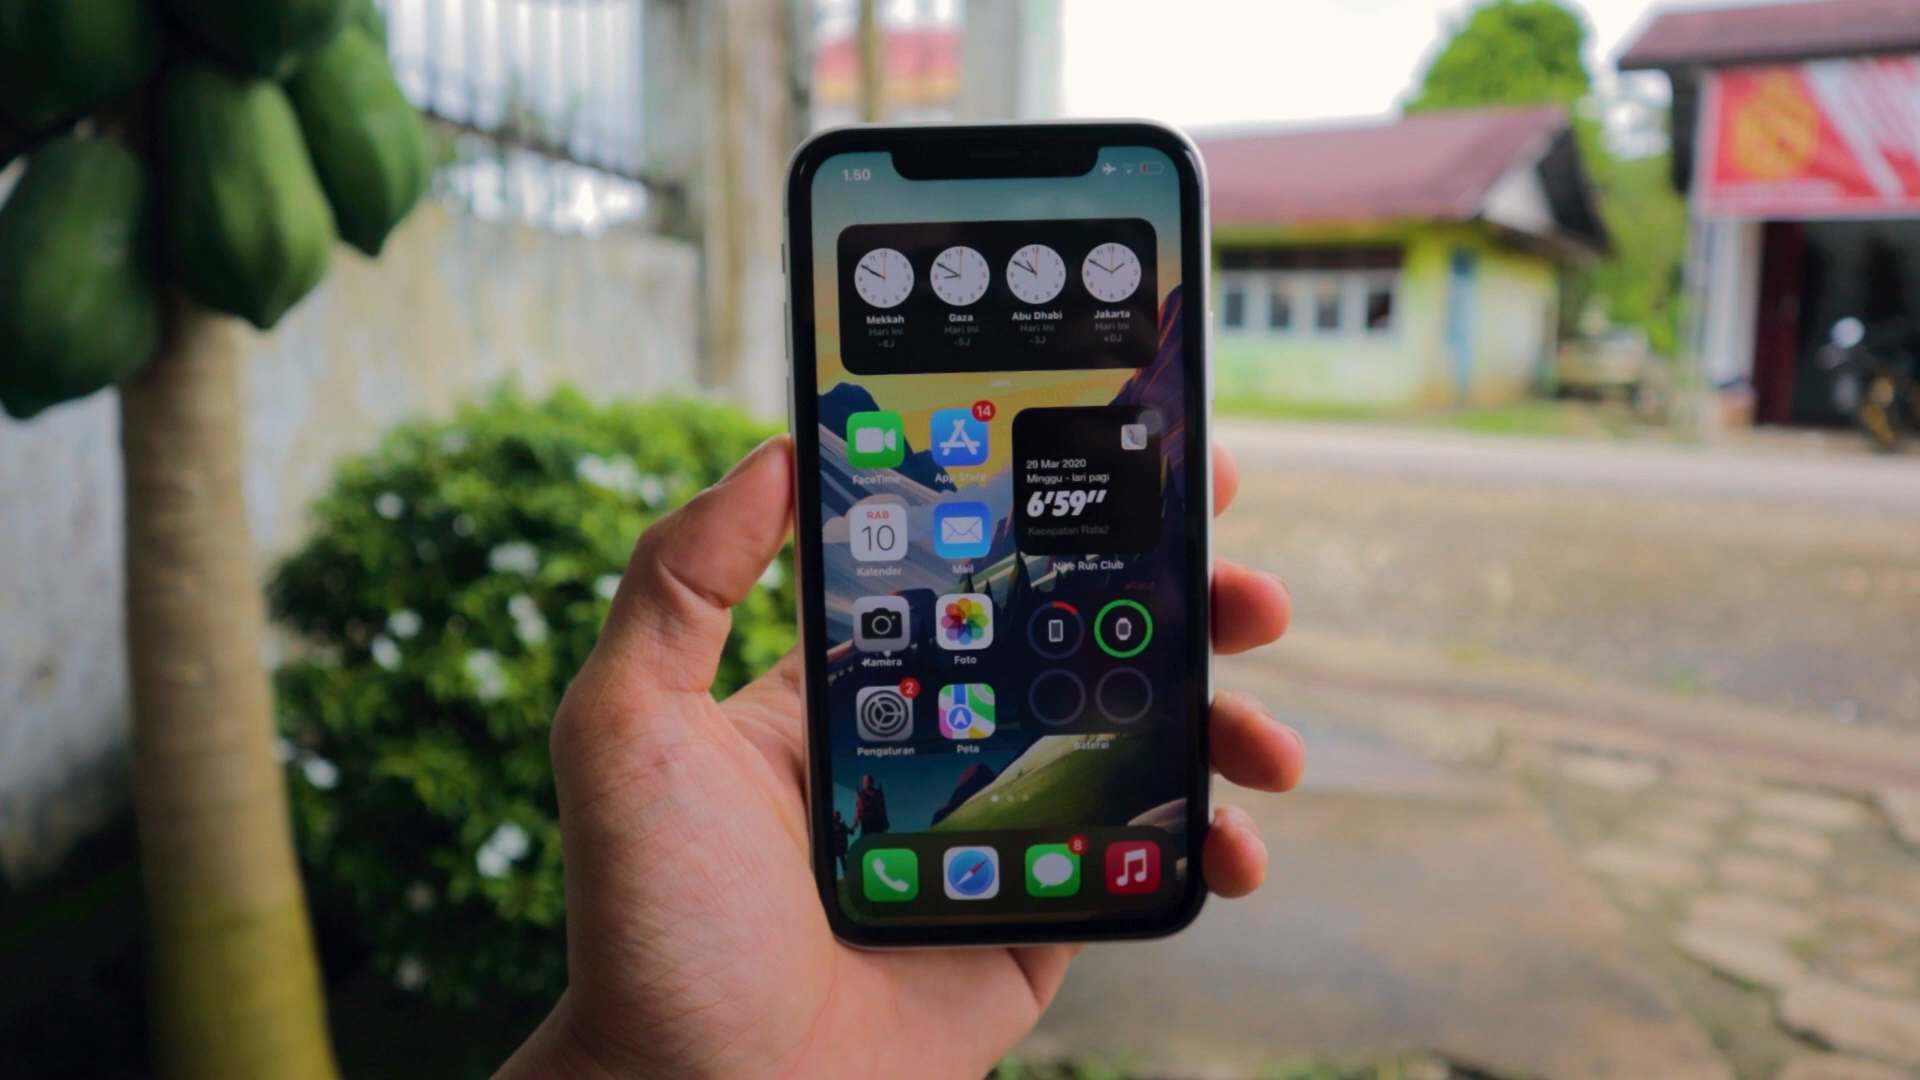 1.50
Mekkah Gaza Abu Dhabi Jakarta
Hari Ini Hari Ini Hari Ini Hari Ini
-4J -5J -3J +0J
14
FaceTime App Store
29 Mar 2020
Minggu - lari pagi
6'59"
Kecepatan Rata2
Nike Run Club
RAB
10
Kalender Mail
Kamera Foto
2
Pengaturan Peta
Baterai
8